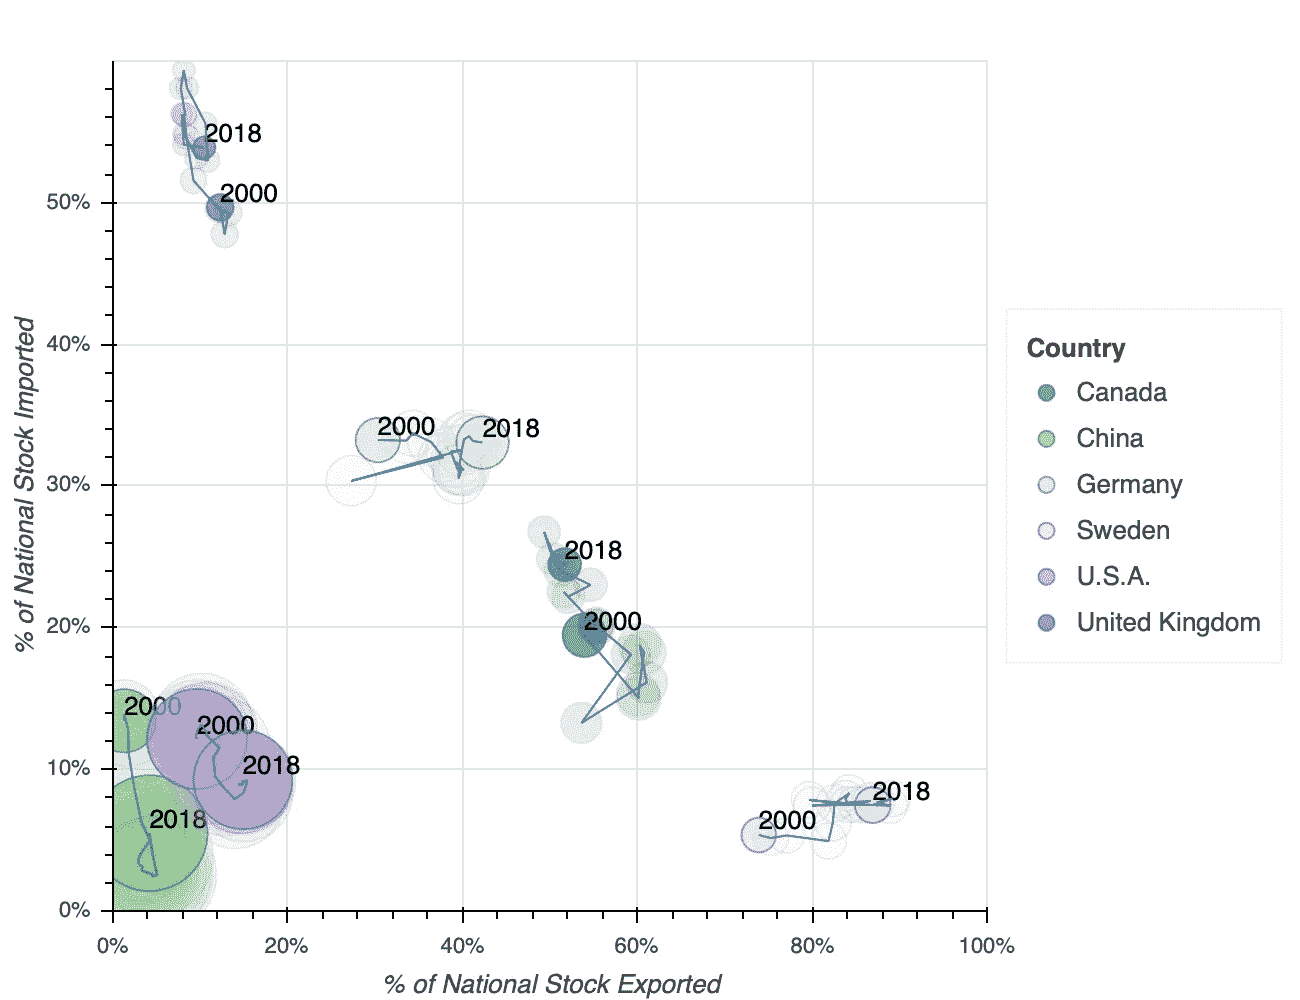 2018
2000
50%
40%
30%
20%
10%
0%
% of National Stock Imported
2000
2018
2018
2000
2000
2000
2018
2018
2018
2000
0%
20%
40%
60%
80%
100%
% of National Stock Exported
Country
Canada
China
Germany
Sweden
U.S.A.
United Kingdom